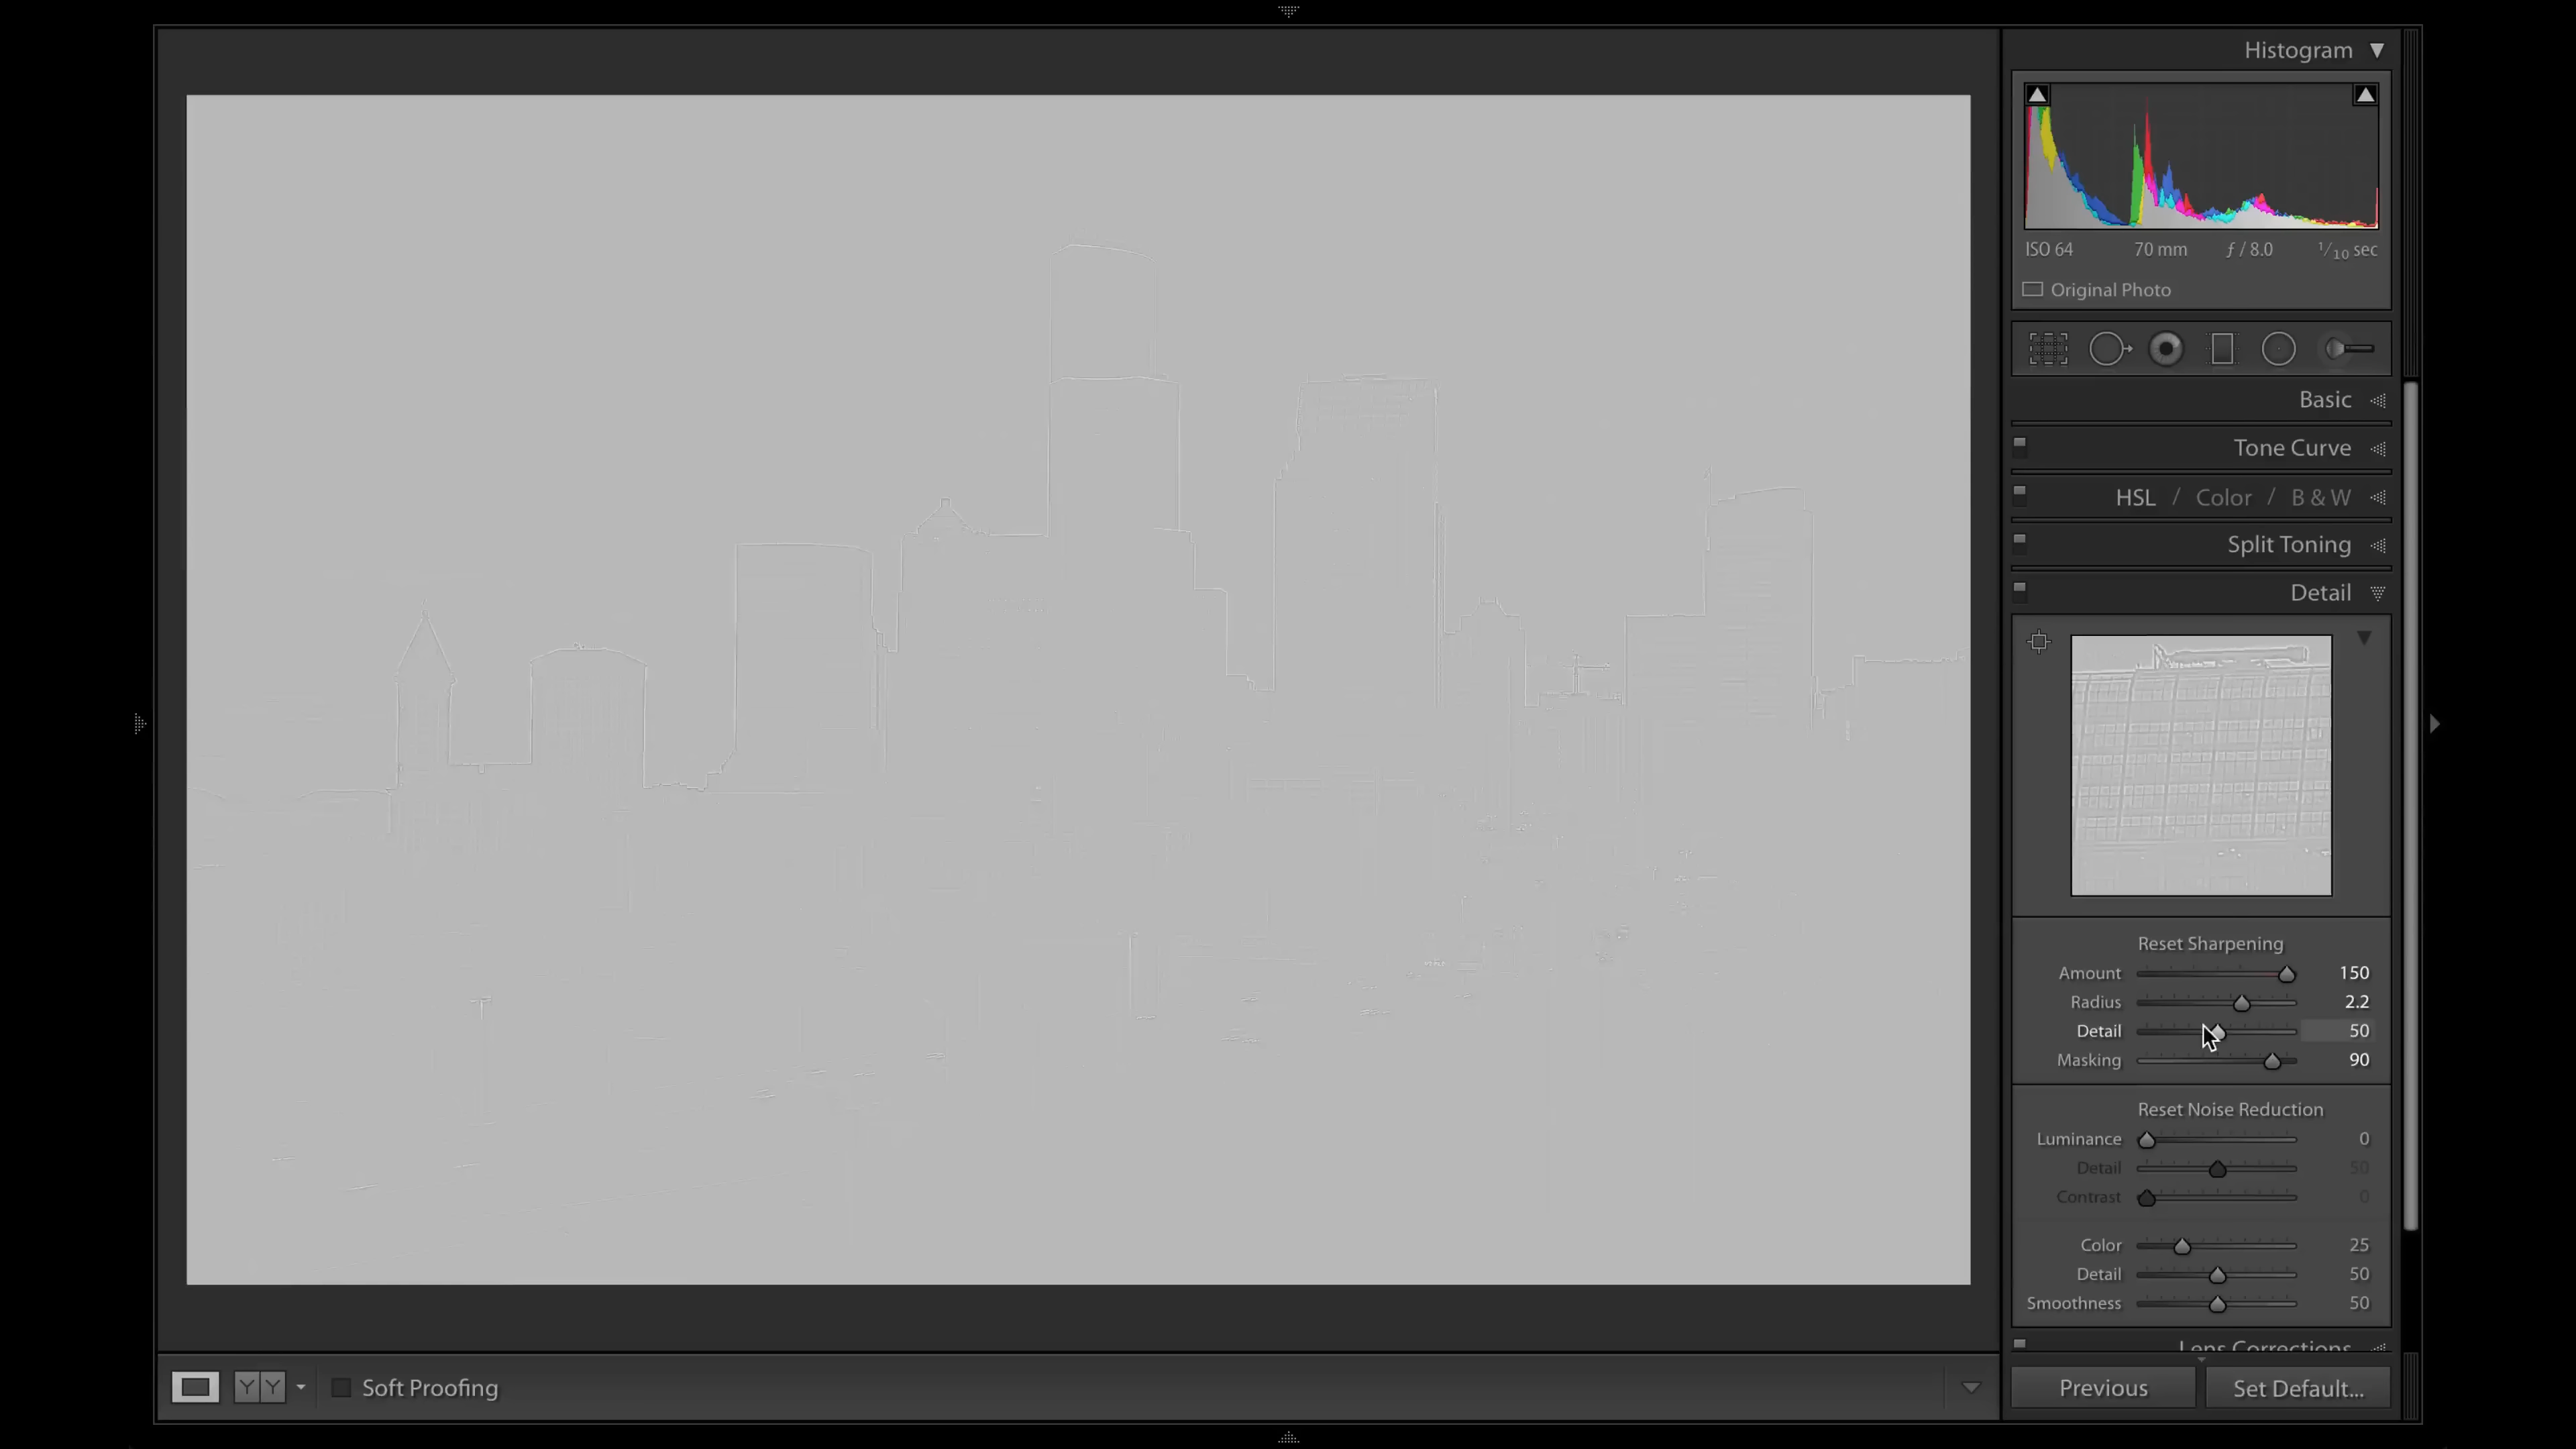 Histogram
ISO 64 70 mm ƒ / 8.0 1/10 sec
Original Photo
Basic
Tone Curve
HSL / Color / B & W
Split Toning
Detail
Reset Sharpening
Amount 150
Radius 2.2
Detail 50
Masking 90
Reset Noise Reduction
Luminance 0
Detail 50
Contrast 0
Color 25
Detail 50
Smoothness 50
Lens Corrections
Y Y Soft Proofing
Previous Set Default...